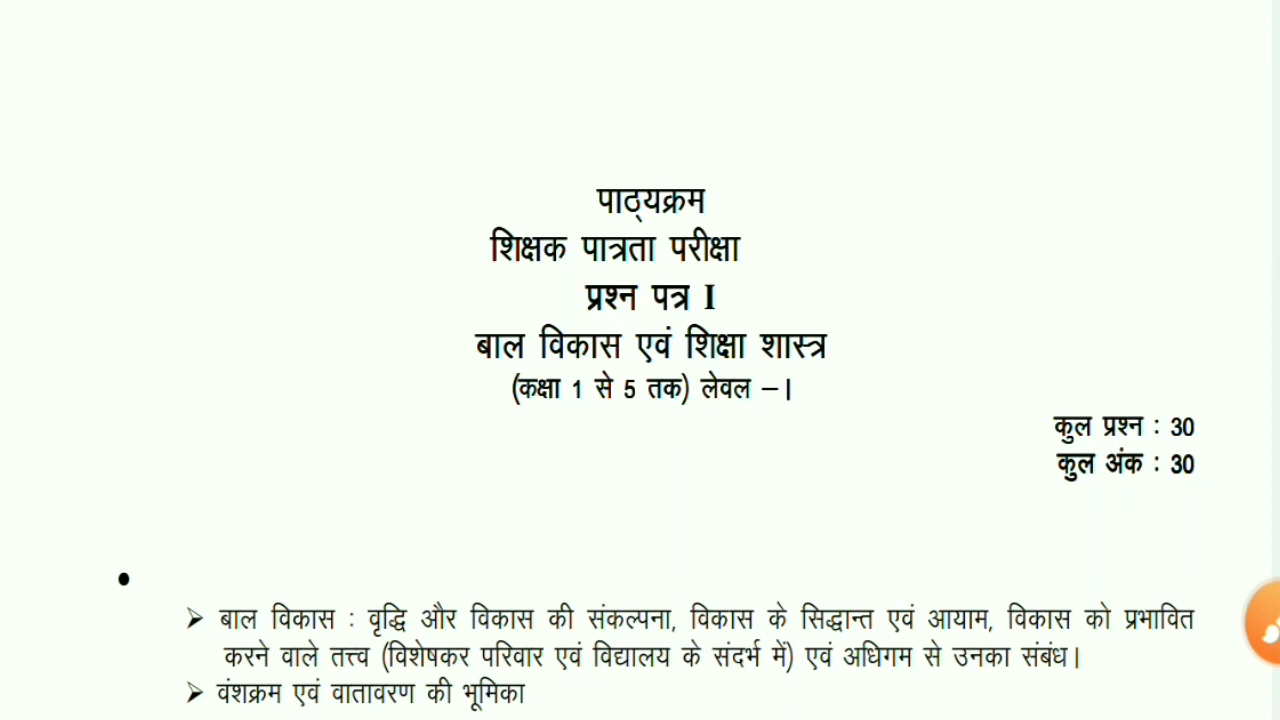 पाठ्यक्रम
शिक्षक पात्रता परीक्षा
प्रश्न पत्र I
बाल विकास एवं शिक्षा शास्त्र
(कक्षा 1 से 5 तक) लेवल –I
कुल प्रश्न : 30
कुल अंक : 30
बाल विकास : वृद्धि और विकास की संकल्पना, विकास के सिद्धान्त एवं आयाम, विकास को प्रभावित
करने वाले तत्त्व (विशेषकर परिवार एवं विद्यालय के संदर्भ में) एवं अधिगम से उनका संबंध।
वंशक्रम एवं वातावरण की भूमिका